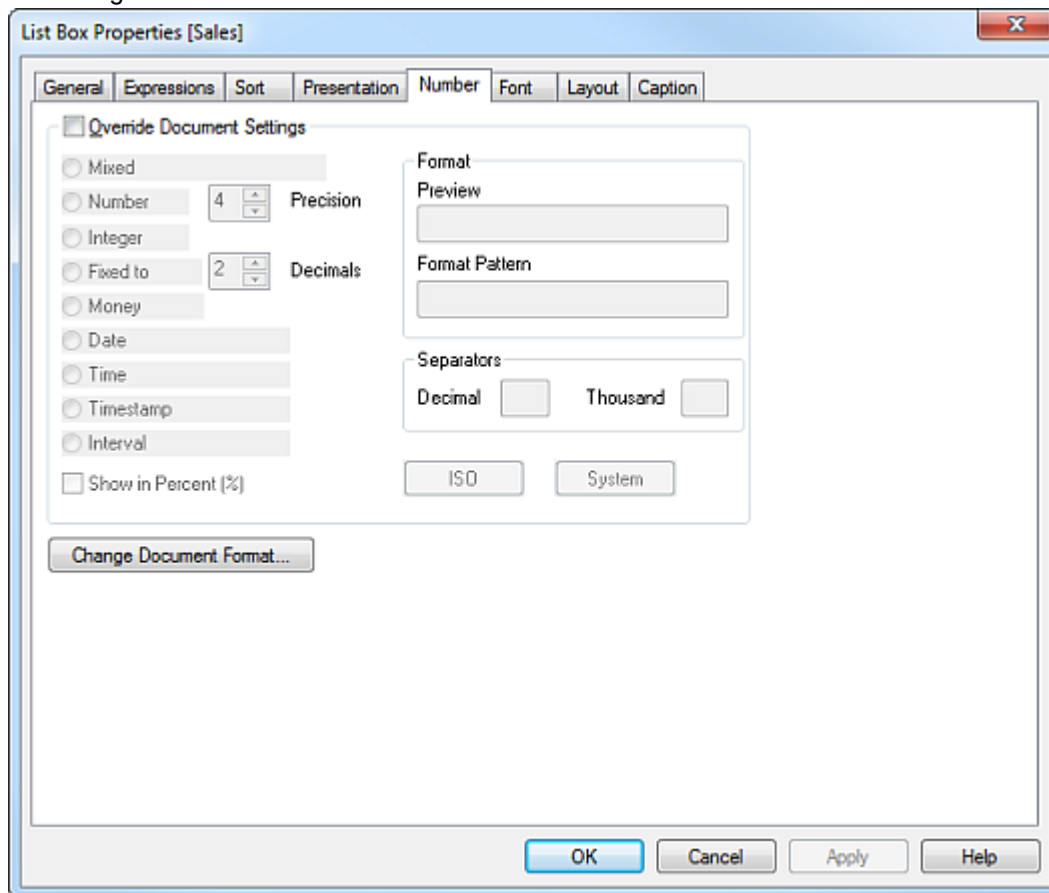 List Box Properties [Sales]
General Expressions Sort Presentation Number Font Layout Caption
Override Document Settings
Mixed
Number 4 Precision
Integer
Fixed to 2 Decimals
Money
Date
Time
Timestamp
Interval
Show in Percent (%)
Format
Preview
Format Pattern
Separators
Decimal Thousand
ISO System
Change Document Format...
OK Cancel Apply Help